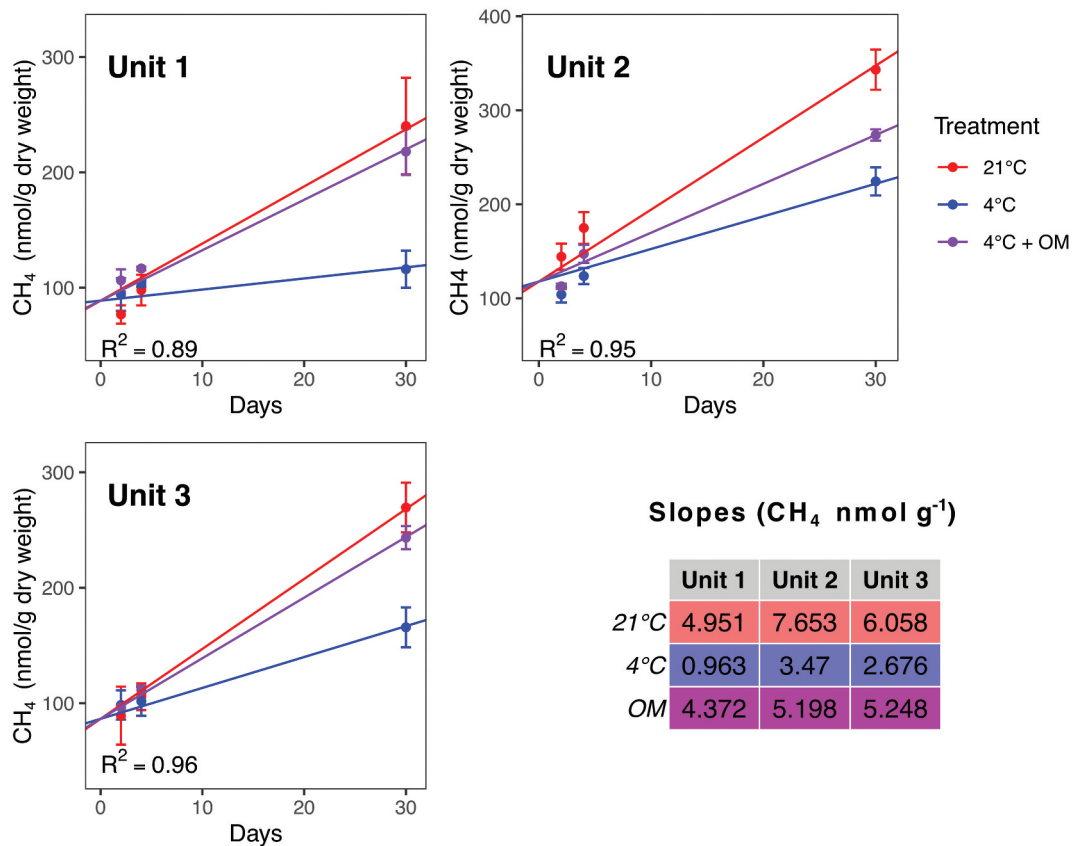 Unit 1
CH₄ (nmol/g dry weight)
300
200
100
R² = 0.89
0 10 20 30
Days
Unit 2
CH4 (nmol/g dry weight)
400
300
200
100
R² = 0.95
0 10 20 30
Days
Treatment
21°C
4°C
4°C + OM
Unit 3
CH₄ (nmol/g dry weight)
300
200
100
R² = 0.96
0 10 20 30
Days
Slopes (CH₄ nmol g⁻¹)
Unit 1 Unit 2 Unit 3
21°C 4.951 7.653 6.058
4°C 0.963 3.47 2.676
OM 4.372 5.198 5.248